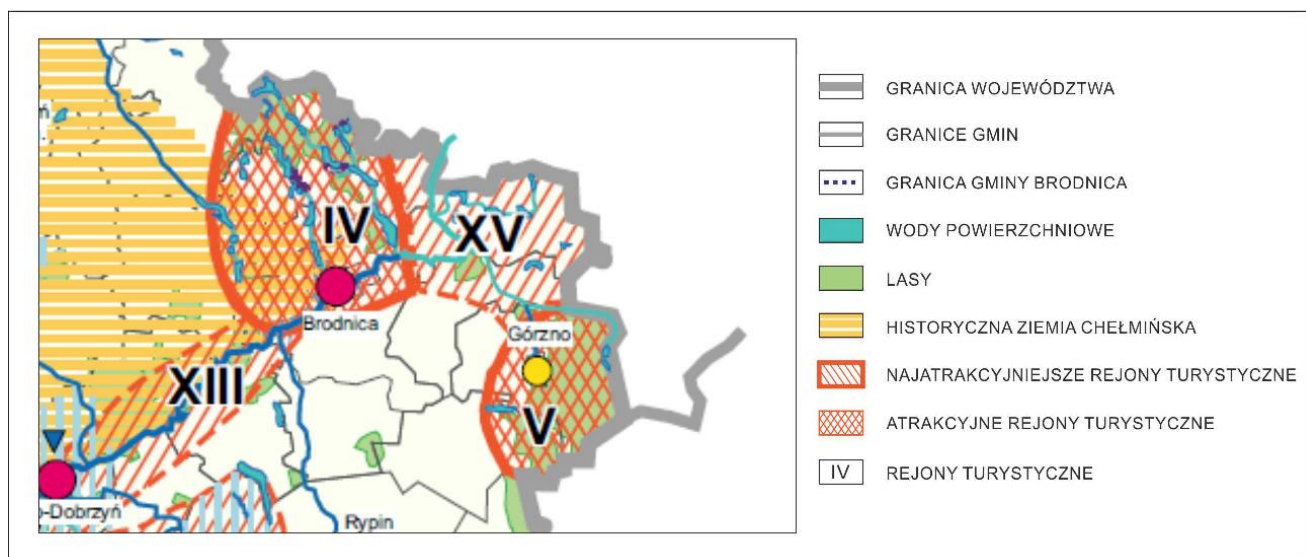 IV
XV
Brodnica
Górzno
XIII
V
o-Dobrzyń
Rypin
GRANICA WOJEWÓDZTWA
GRANICE GMIN
GRANICA GMINY BRODNICA
WODY POWIERZCHNIOWE
LASY
HISTORYCZNA ZIEMIA CHEŁMIŃSKA
NAJATRAKCYJNIEJSZE REJONY TURYSTYCZNE
ATRAKCYJNE REJONY TURYSTYCZNE
IV REJONY TURYSTYCZNE